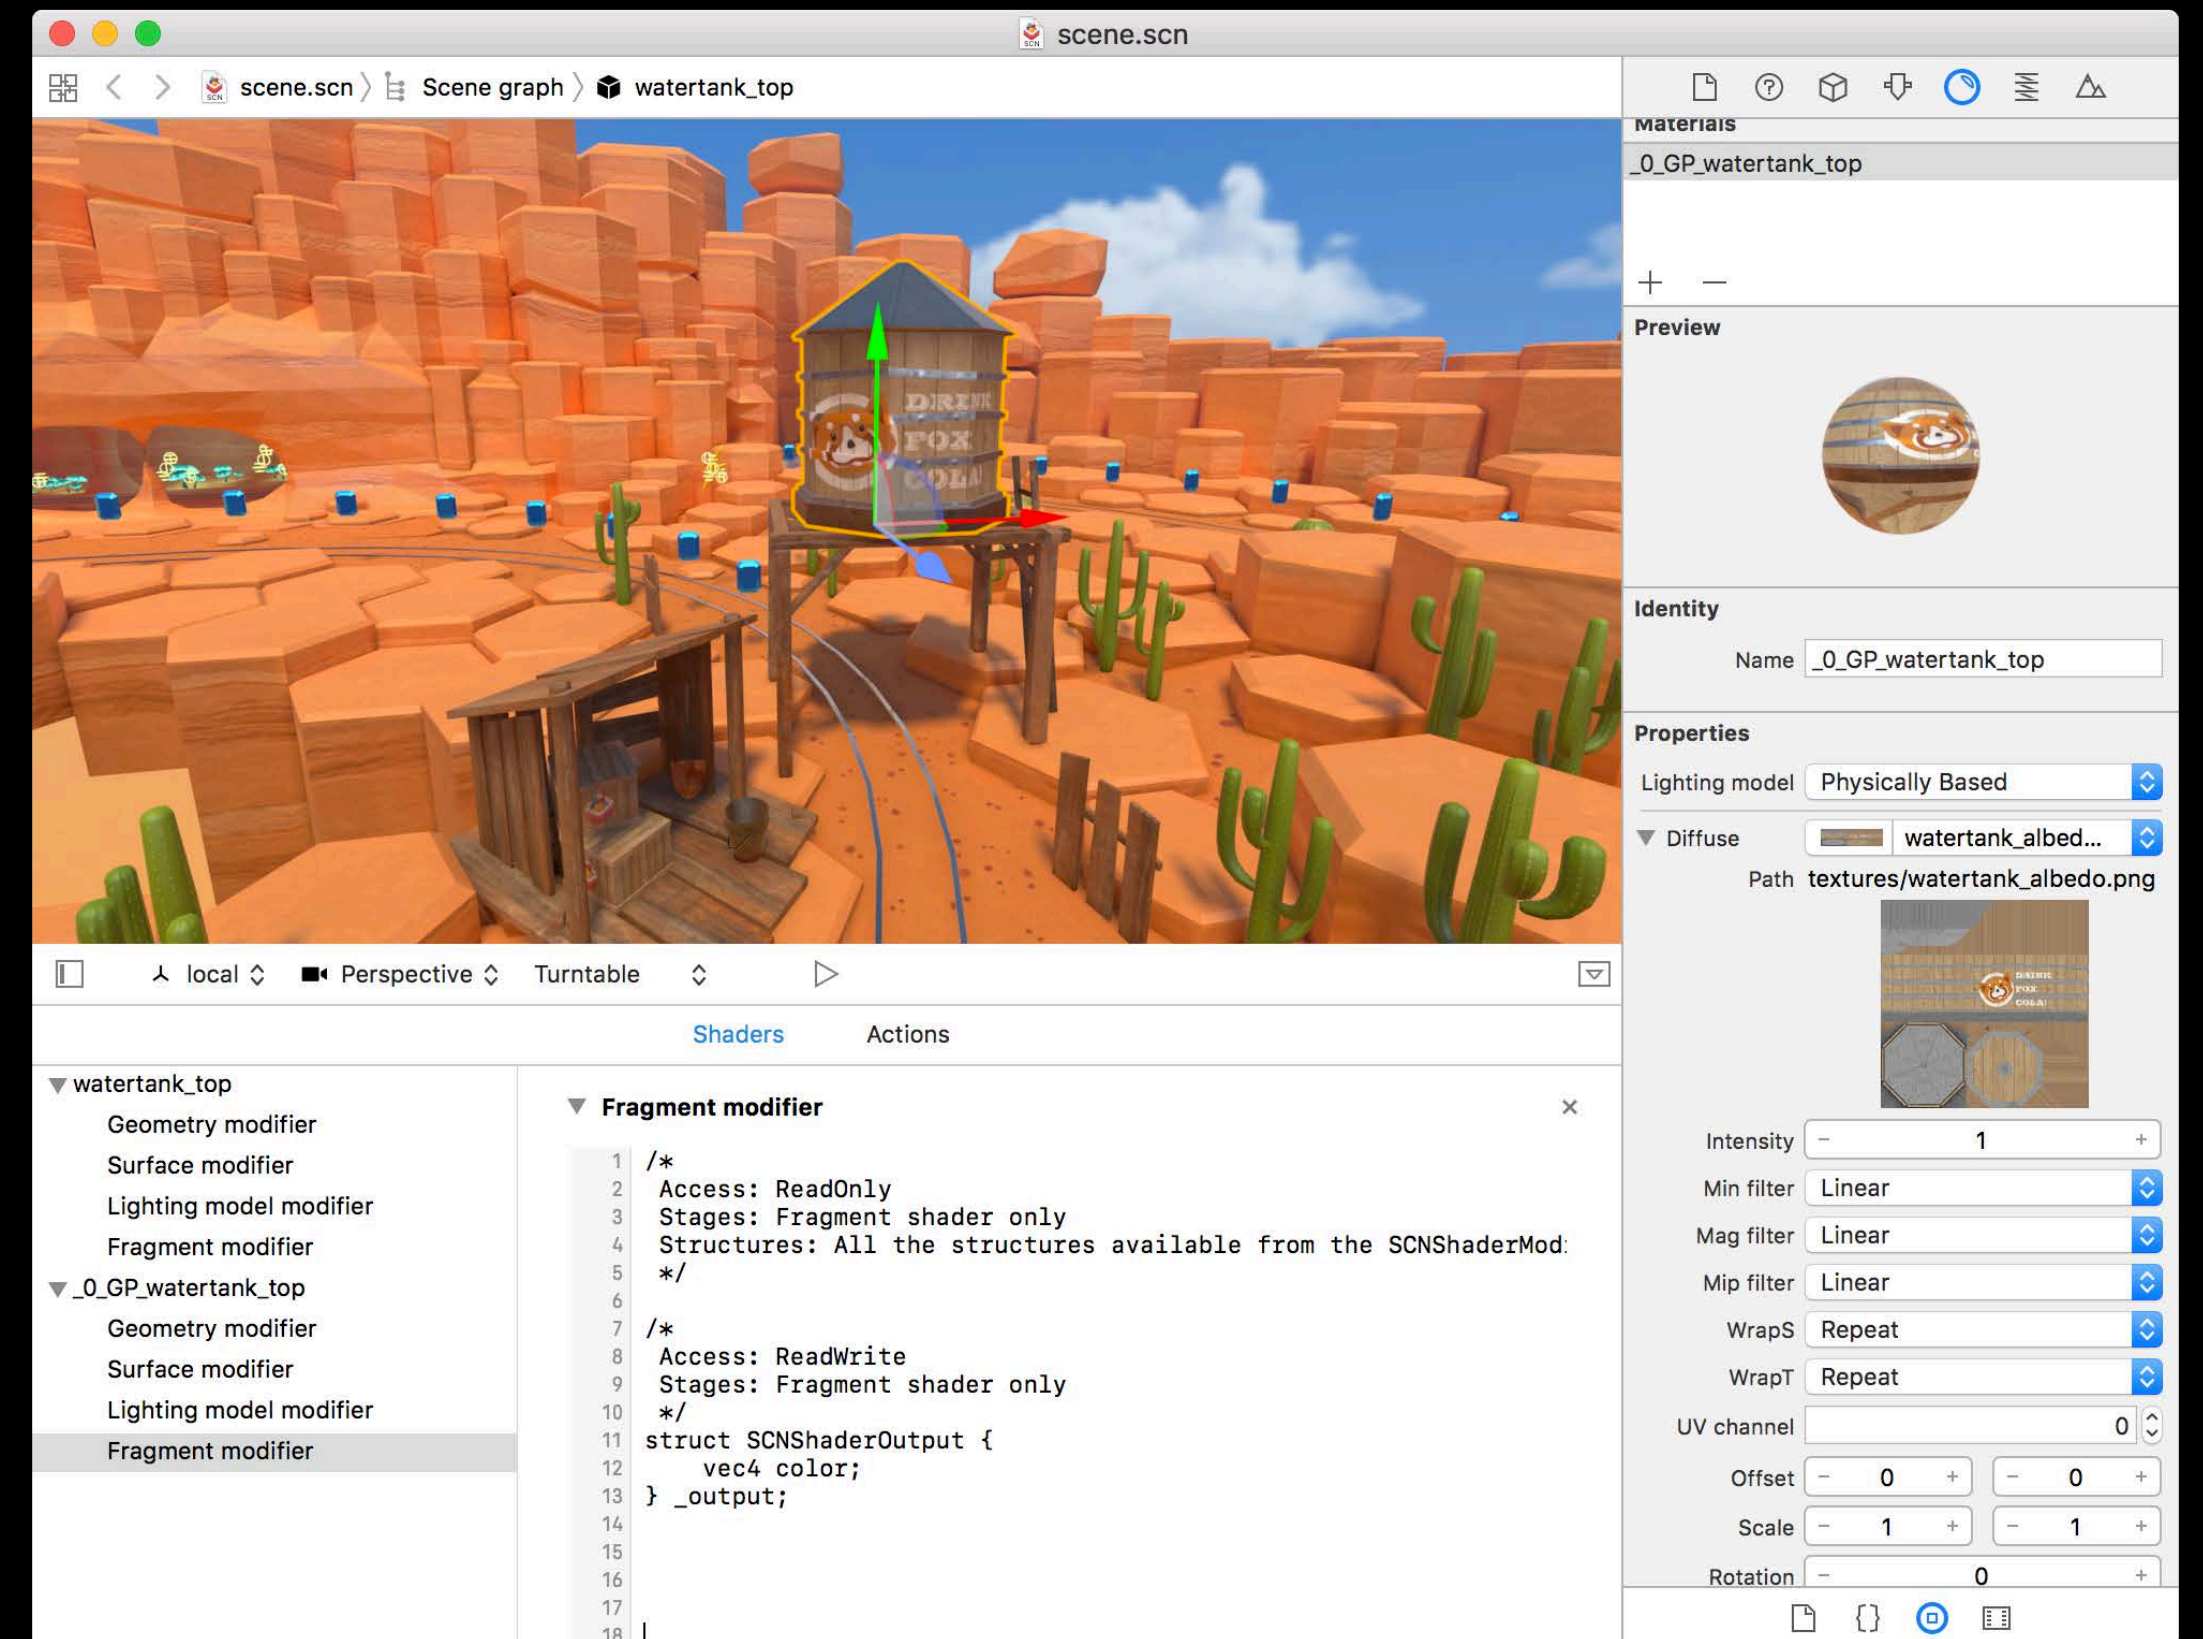 scene.scn
scene.scn
Scene graph
watertank_top
DRINK
FOX
COLA
Shaders
Actions
local
Perspective
Turntable
watertank_top
Geometry modifier
Surface modifier
Lighting model modifier
Fragment modifier
_0_GP_watertank_top
Geometry modifier
Surface modifier
Lighting model modifier
Fragment modifier
Fragment modifier
1 /*
2 Access: ReadOnly
3 Stages: Fragment shader only
4 Structures: All the structures available from the SCNShaderMod
5 */
6
7 /*
8 Access: ReadWrite
9 Stages: Fragment shader only
10 */
11 struct SCNShaderOutput {
12 vec4 color;
13 } _output;
14
15
16
17
18
Materials
_0_GP_watertank_top
Preview
Identity
Name _0_GP_watertank_top
Properties
Lighting model Physically Based
Diffuse watertank_albed...
Path textures/watertank_albedo.png
DRINK
FOX
COLA!
Intensity - 1 +
Min filter Linear
Mag filter Linear
Mip filter Linear
WrapS Repeat
WrapT Repeat
UV channel 0
Offset - 0 + - 0 +
Scale - 1 + - 1 +
Rotation - 0 +